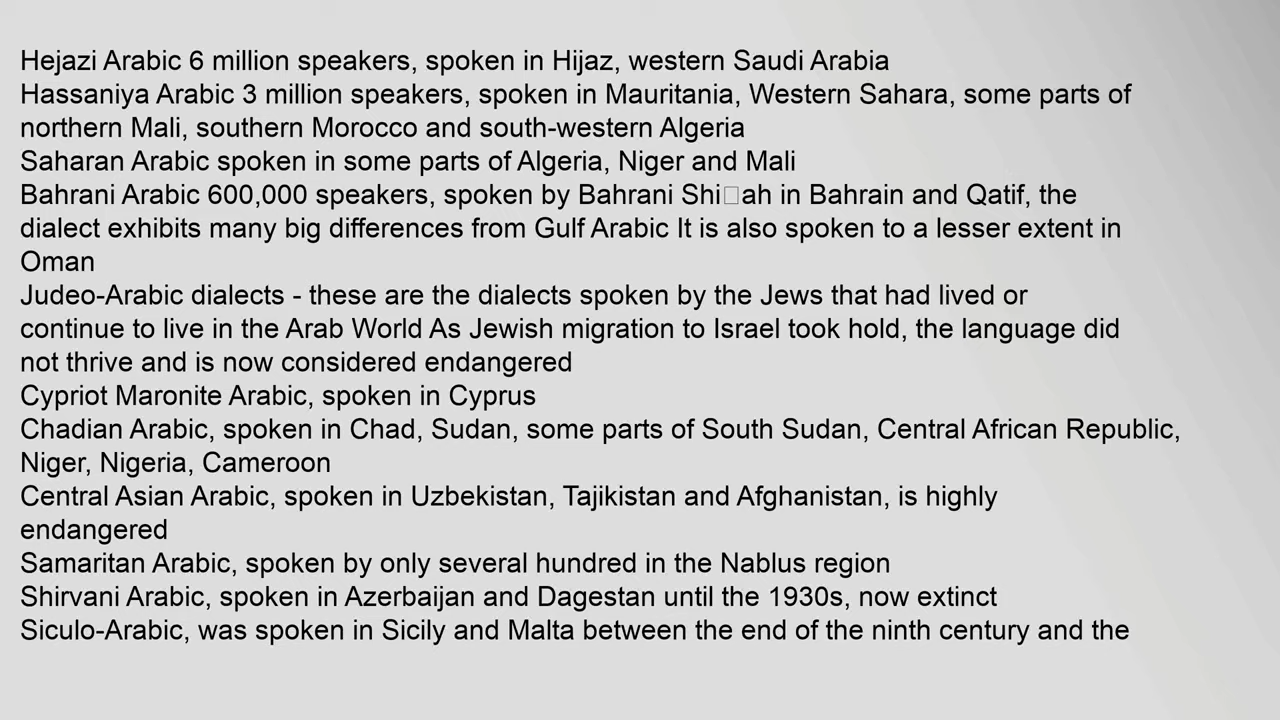 Hejazi Arabic 6 million speakers, spoken in Hijaz, western Saudi Arabia
Hassaniya Arabic 3 million speakers, spoken in Mauritania, Western Sahara, some parts of
northern Mali, southern Morocco and south-western Algeria
Saharan Arabic spoken in some parts of Algeria, Niger and Mali
Bahrani Arabic 600,000 speakers, spoken by Bahrani Shi□ah in Bahrain and Qatif, the
dialect exhibits many big differences from Gulf Arabic It is also spoken to a lesser extent in
Oman
Judeo-Arabic dialects - these are the dialects spoken by the Jews that had lived or
continue to live in the Arab World As Jewish migration to Israel took hold, the language did
not thrive and is now considered endangered
Cypriot Maronite Arabic, spoken in Cyprus
Chadian Arabic, spoken in Chad, Sudan, some parts of South Sudan, Central African Republic,
Niger, Nigeria, Cameroon
Central Asian Arabic, spoken in Uzbekistan, Tajikistan and Afghanistan, is highly
endangered
Samaritan Arabic, spoken by only several hundred in the Nablus region
Shirvani Arabic, spoken in Azerbaijan and Dagestan until the 1930s, now extinct
Siculo-Arabic, was spoken in Sicily and Malta between the end of the ninth century and the